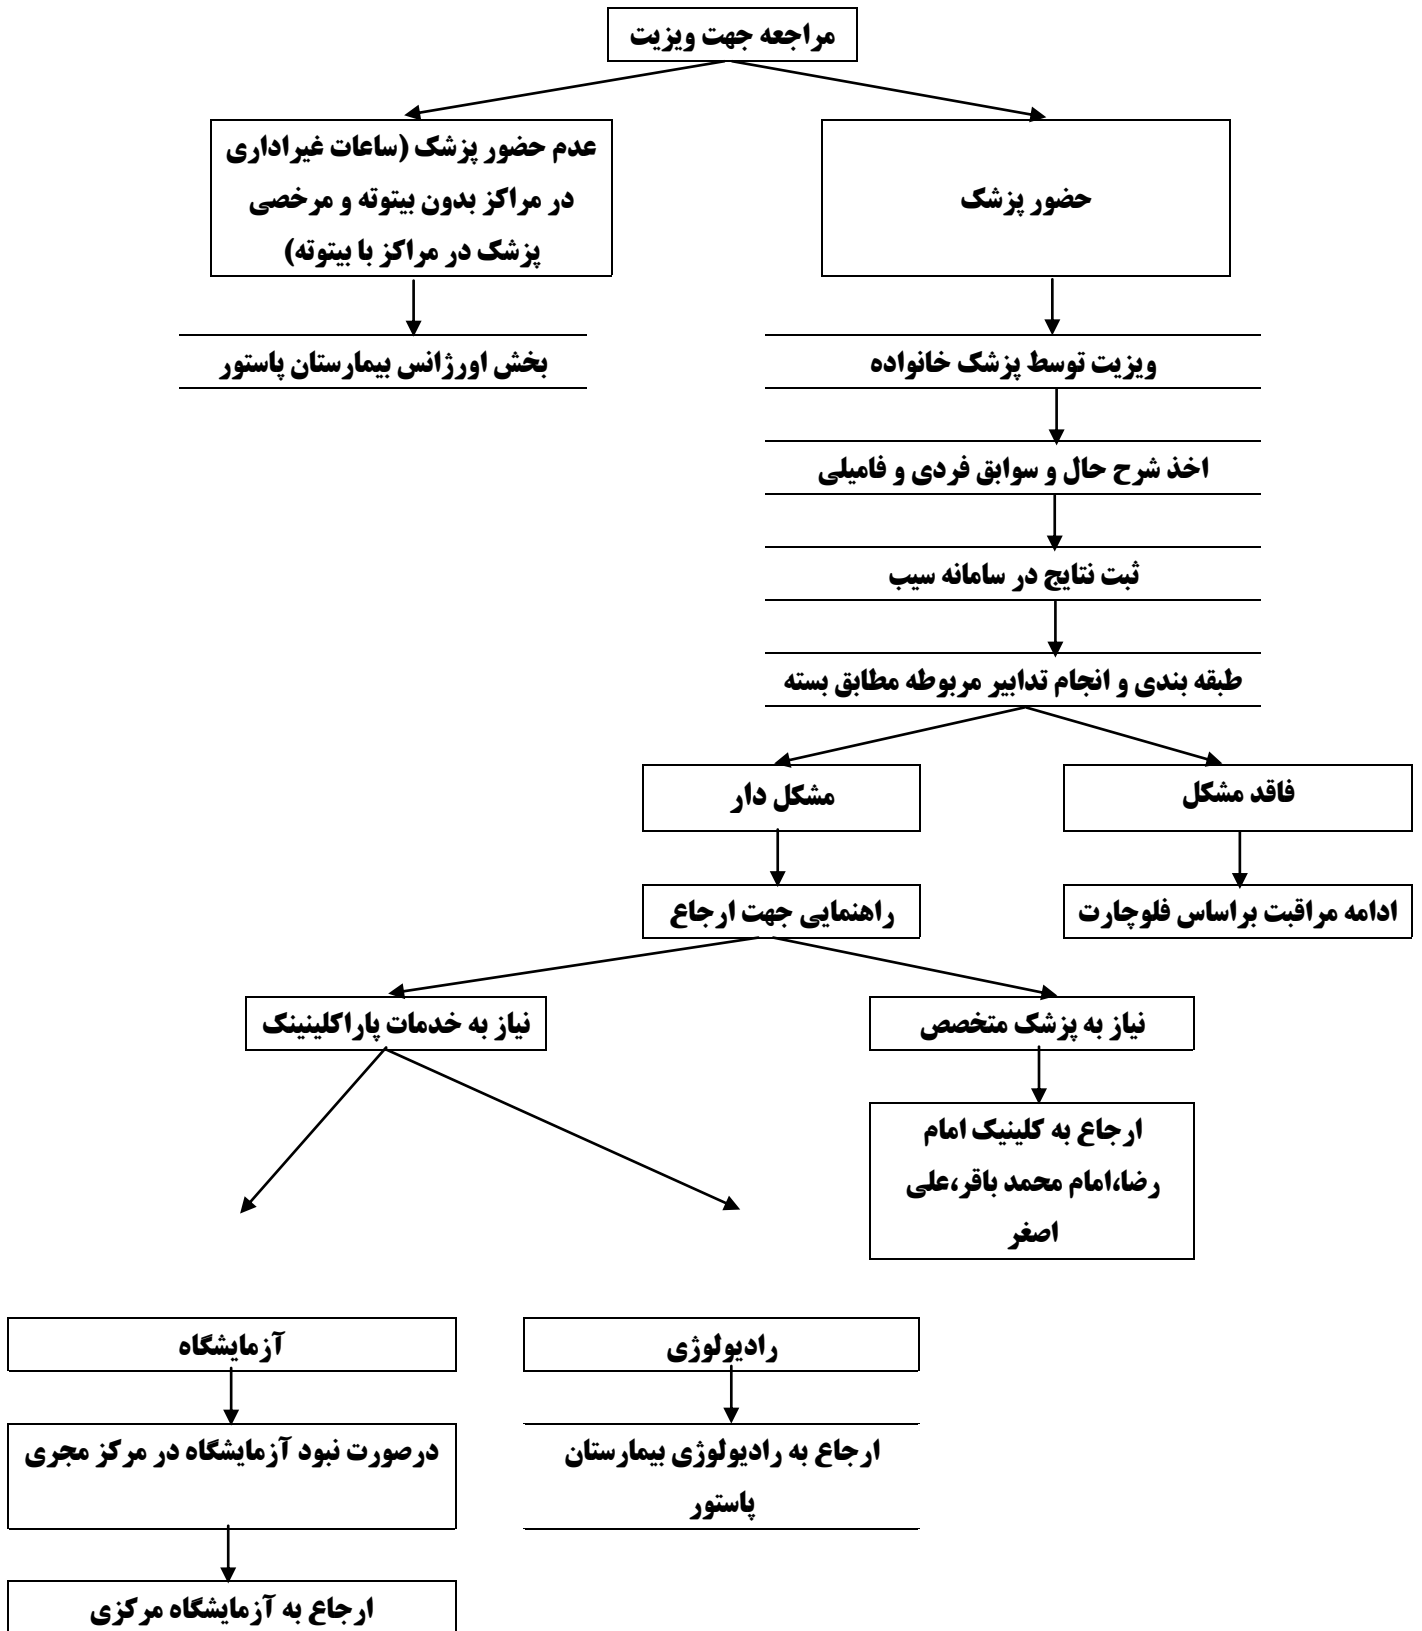 مراجعه جهت ویزیت
حضور پزشک
عدم حضور پزشک (ساعات غیراداری
در مراکز بدون بیتوته و مرخصی
پزشک در مراکز با بیتوته)
ویزیت توسط پزشک خانواده
بخش اورژانس بیمارستان پاستور
اخذ شرح حال و سوابق فردی و فامیلی
ثبت نتایج در سامانه سیب
طبقه بندی و انجام تدابیر مربوطه مطابق بسته
فاقد مشکل
مشکل دار
ادامه مراقبت براساس فلوچارت
راهنمایی جهت ارجاع
نیاز به پزشک متخصص
نیاز به خدمات پاراکلینینک
ارجاع به کلینیک امام
رضا،امام محمد باقر،علی
اصغر
رادیولوژی
آزمایشگاه
ارجاع به رادیولوژی بیمارستان
پاستور
درصورت نبود آزمایشگاه در مرکز مجری
ارجاع به آزمایشگاه مرکزی